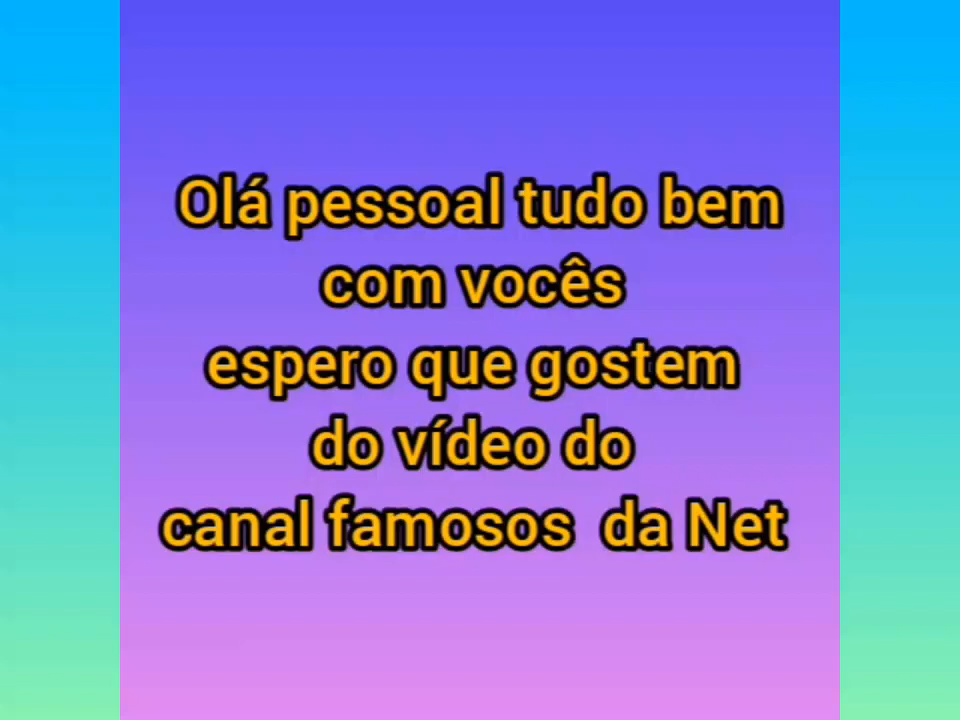 Olá pessoal tudo bem
com vocês
espero que gostem
do vídeo do
canal famosos  da Net